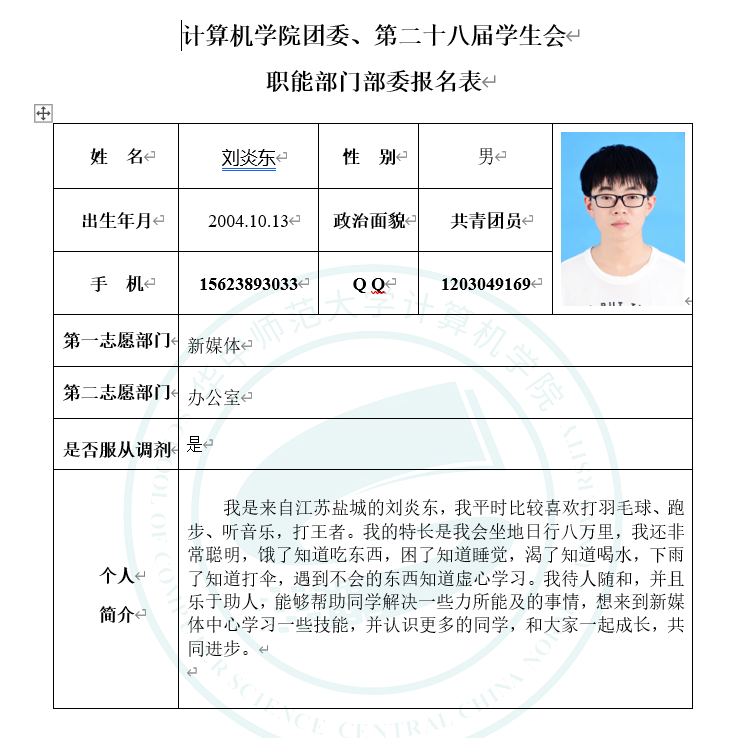 计算机学院团委、第二十八届学生会
职能部门部委报名表
姓 名 刘炎东 性 别 男
出生年月 2004.10.13 政治面貌 共青团员
手 机 15623893033 Q Q 1203049169
第一志愿部门 新媒体
第二志愿部门 办公室
是否服从调剂 是
个人
简介
我是来自江苏盐城的刘炎东，我平时比较喜欢打羽毛球、跑
步、听音乐，打王者。我的特长是我会坐地日行八万里，我还非
常聪明，饿了知道吃东西，困了知道睡觉，渴了知道喝水，下雨
了知道打伞，遇到不会的东西知道虚心学习。我待人随和，并且
乐于助人，能够帮助同学解决一些力所能及的事情，想来到新媒
体中心学习一些技能，并认识更多的同学，和大家一起成长，共
同进步。
华中师范大学计算机学院
SCHOOL OF COMPUTER SCIENCE CENTRAL CHINA NORMAL UNIVERSITY